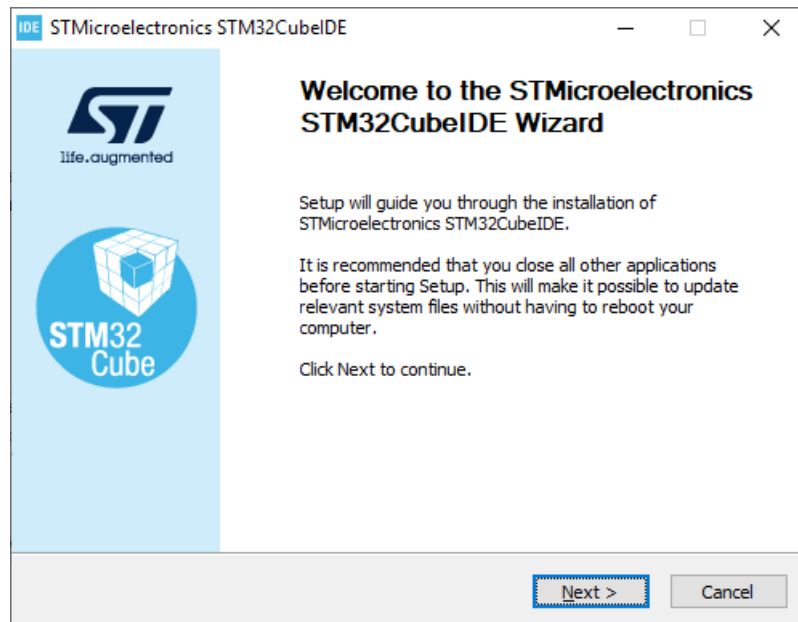 IDE STMicroelectronics STM32CubeIDE
life.augmented
Welcome to the STMicroelectronics
STM32CubeIDE Wizard
Setup will guide you through the installation of
STMicroelectronics STM32CubeIDE.
It is recommended that you close all other applications
before starting Setup. This will make it possible to update
relevant system files without having to reboot your
computer.
Click Next to continue.
STM32
Cube
Next >
Cancel